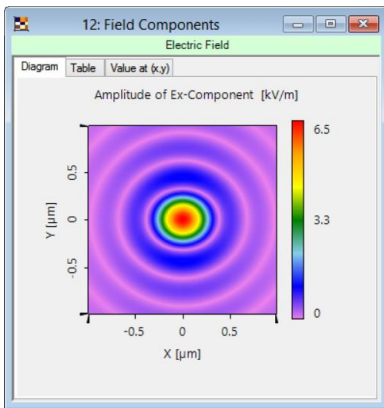 12: Field Components
Electric Field
Diagram Table Value at (x,y)
Amplitude of Ex-Component [kV/m]
6.5
0.5
3.3
0
Y [µm]
-0.5
0
-0.5 0 0.5
X [µm]